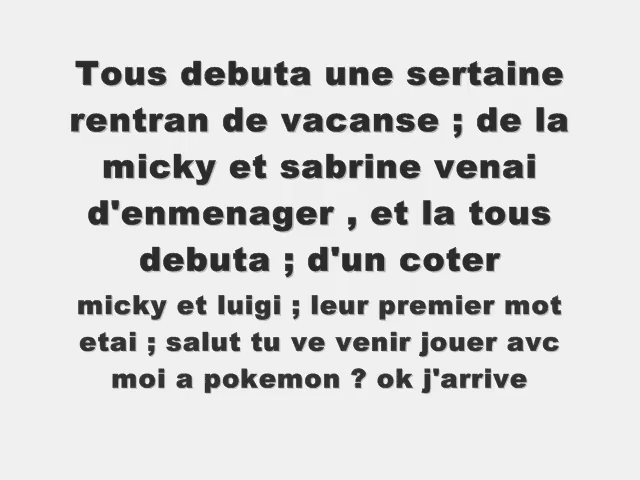 Tous debuta une sertaine
rentran de vacanse ; de la
micky et sabrine venai
d'enmenager , et la tous
debuta ; d'un coter
micky et luigi ; leur premier mot
etai ; salut tu ve venir jouer avc
moi a pokemon ? ok j'arrive